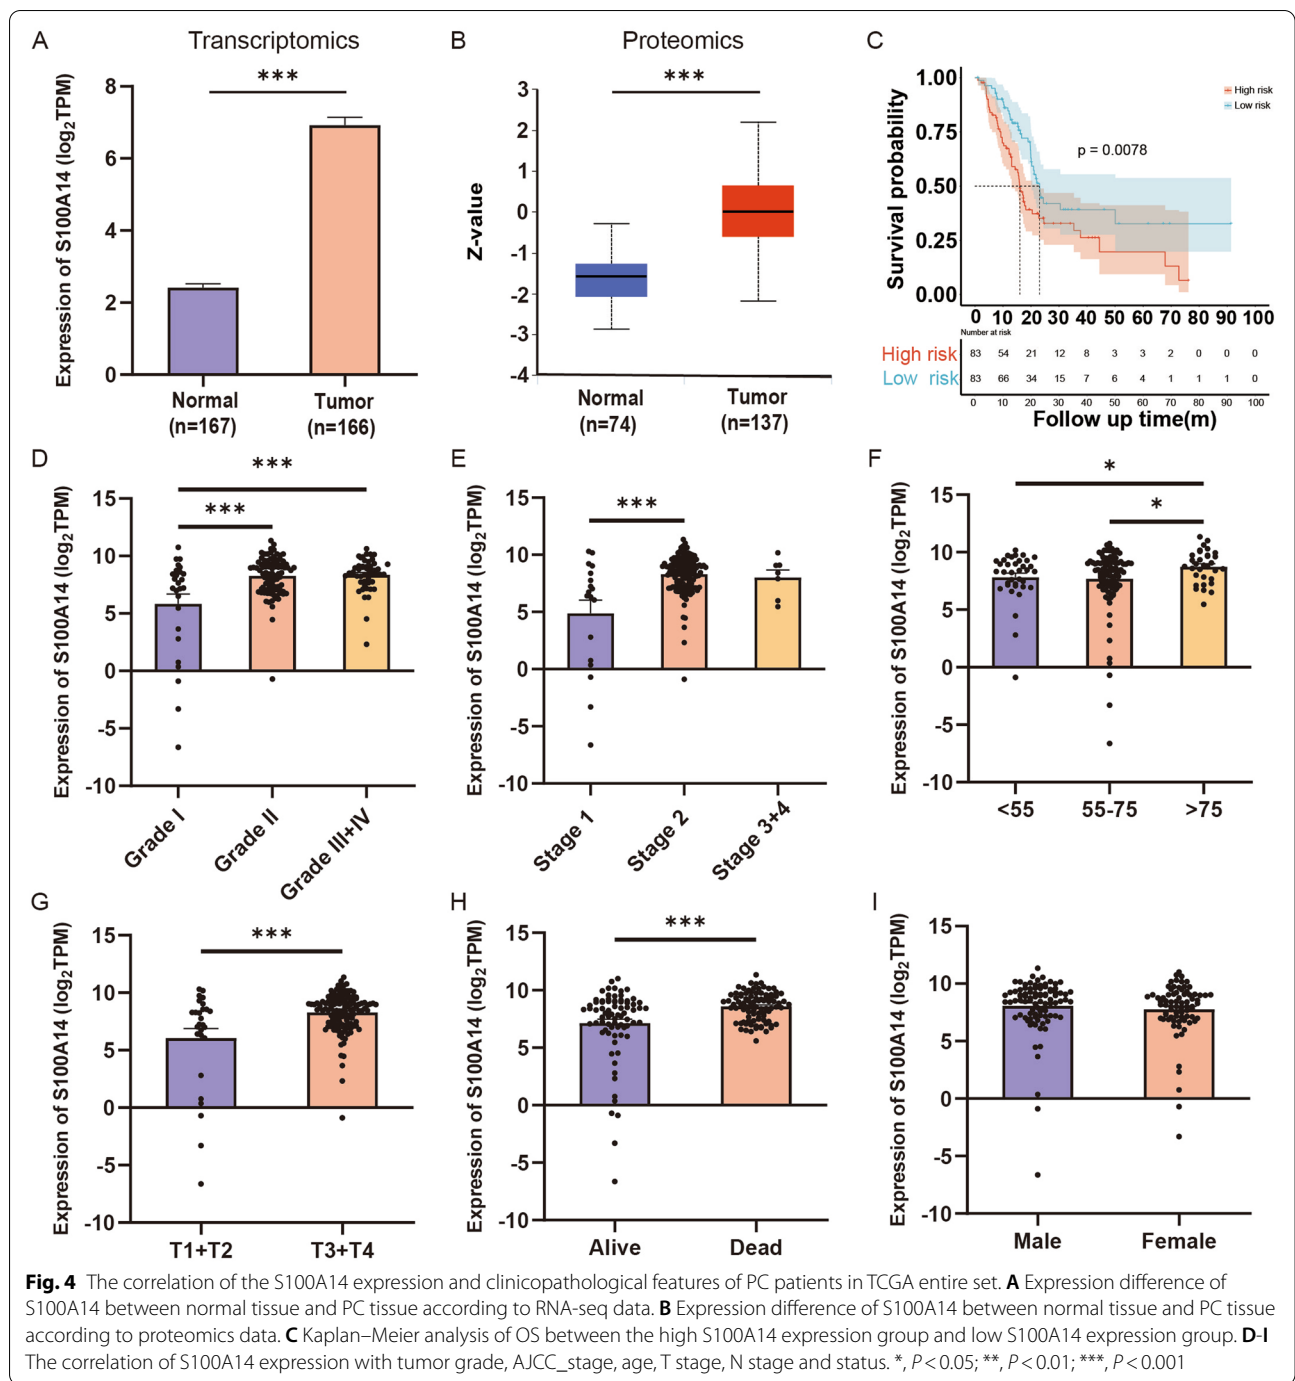 A
Transcriptomics
***
Expression of S100A14 (log2TPM)
8
6
4
2
0
Normal
(n=167)
Tumor
(n=166)
B
Proteomics
***
Z-value
3
2
1
0
-1
-2
-3
-4
Normal
(n=74)
Tumor
(n=137)
C
Survival probability
1.00
0.75
0.50
0.25
0.00
High risk
Low risk
p = 0.0078
0 10 20 30 40 50 60 70 80 90 100
Number at risk
High risk 83 54 21 12 8 3 3 2 0 0 0
Low risk 83 66 34 15 7 6 4 1 1 1 0
0 10 20 30 40 50 60 70 80 90 100
Follow up time(m)
D
***
***
Expression of S100A14 (log2TPM)
15
10
5
0
-5
-10
Grade I
Grade II
Grade III+IV
E
***
Expression of S100A14 (log2TPM)
15
10
5
0
-5
-10
Stage 1
Stage 2
Stage 3+4
F
*
*
Expression of S100A14 (log2TPM)
15
10
5
0
-5
-10
<55
55-75
>75
G
***
Expression of S100A14 (log2TPM)
15
10
5
0
-5
-10
T1+T2
T3+T4
H
***
Expression of S100A14 (log2TPM)
15
10
5
0
-5
-10
Alive
Dead
I
Expression of S100A14 (log2TPM)
15
10
5
0
-5
-10
Male
Female
Fig. 4 The correlation of the S100A14 expression and clinicopathological features of PC patients in TCGA entire set. A Expression difference of
S100A14 between normal tissue and PC tissue according to RNA-seq data. B Expression difference of S100A14 between normal tissue and PC tissue
according to proteomics data. C Kaplan–Meier analysis of OS between the high S100A14 expression group and low S100A14 expression group. D-I
The correlation of S100A14 expression with tumor grade, AJCC_stage, age, T stage, N stage and status. *, P < 0.05; **, P < 0.01; ***, P < 0.001